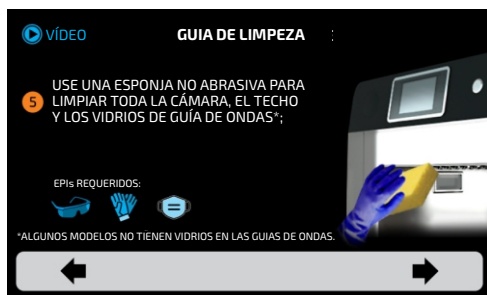 VÍDEO
GUIA DE LIMPEZA :
5
USE UNA ESPONJA NO ABRASIVA PARA
LIMPIAR TODA LA CÁMARA, EL TECHO
Y LOS VIDRIOS DE GUÍA DE ONDAS*;
EPIs REQUERIDOS:
*ALGUNOS MODELOS NO TIENEN VIDRIOS EN LAS GUIAS DE ONDAS.